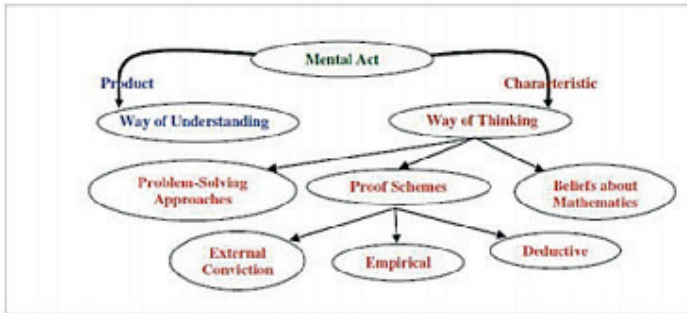 Mental Act
Product
Characteristic
Way of Understanding
Way of Thinking
Problem-Solving
Approaches
Proof Schemes
Beliefs about
Mathematics
External
Conviction
Empirical
Deductive